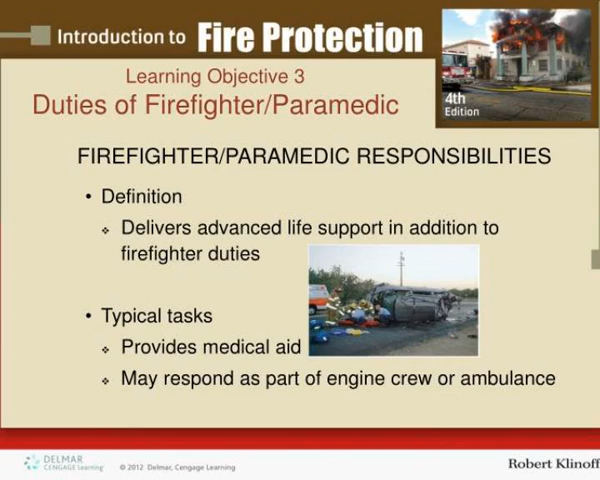 Introduction to Fire Protection
4th
Edition
Learning Objective 3
Duties of Firefighter/Paramedic
FIREFIGHTER/PARAMEDIC RESPONSIBILITIES
• Definition
❖ Delivers advanced life support in addition to
firefighter duties
• Typical tasks
❖ Provides medical aid
❖ May respond as part of engine crew or ambulance
DELMAR
CENGAGE Learning
© 2012 Delmar, Cengage Learning
Robert Klinoff